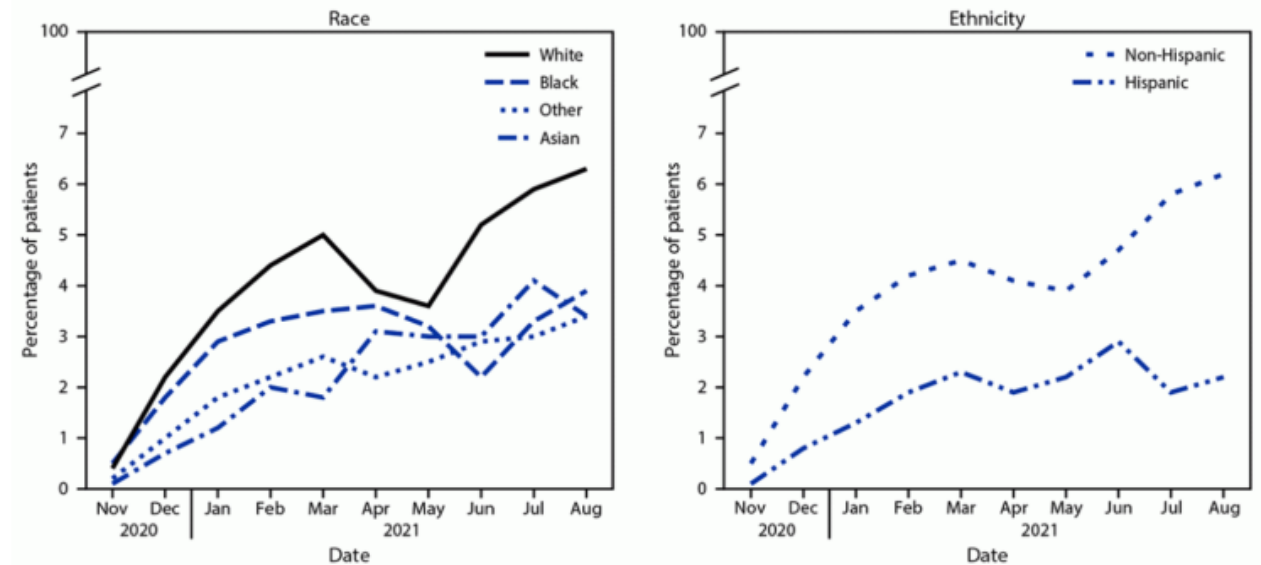 Race
100
7
6
5
4
3
2
1
0
Percentage of patients
White
Black
Other
Asian
Nov Dec Jan Feb Mar Apr May Jun Jul Aug
2020 2021
Date
Ethnicity
100
7
6
5
4
3
2
1
0
Percentage of patients
Non-Hispanic
Hispanic
Nov Dec Jan Feb Mar Apr May Jun Jul Aug
2020 2021
Date